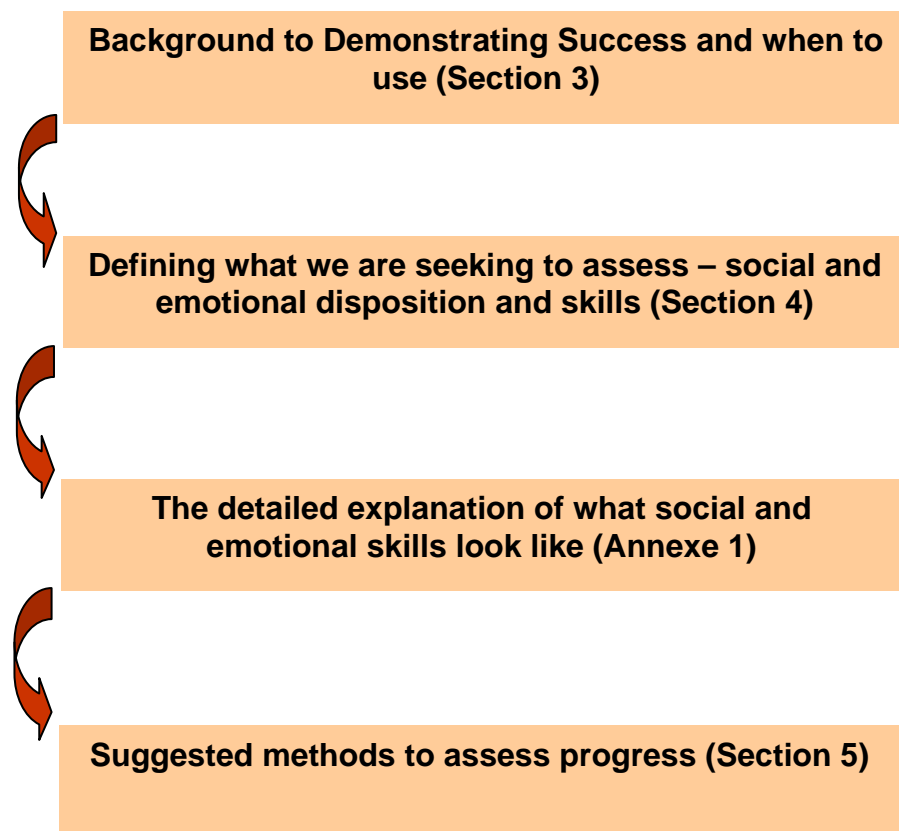 Background to Demonstrating Success and when to
use (Section 3)
Defining what we are seeking to assess – social and
emotional disposition and skills (Section 4)
The detailed explanation of what social and
emotional skills look like (Annexe 1)
Suggested methods to assess progress (Section 5)